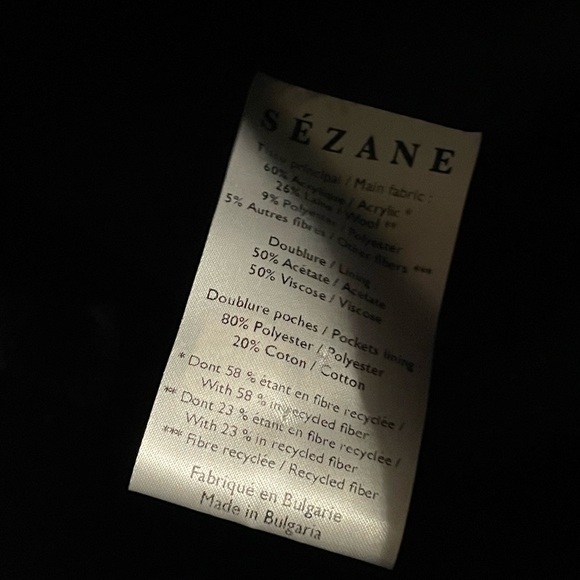 SÉZANE
Tissu principal / Main fabric :
60% Acrylique / Acrylic *
26% Laine / Wool **
9% Polyester / Polyester
5% Autres fibres / Other fibers ***
Doublure / Lining :
50% Acétate / Acetate
50% Viscose / Viscose
Doublure poches / Pockets lining :
80% Polyester / Polyester
20% Coton / Cotton
* Dont 58 % étant en fibre recyclée /
With 58 % in recycled fiber
** Dont 23 % étant en fibre recyclée /
With 23 % in recycled fiber
*** Fibre recyclée / Recycled fiber
Fabriqué en Bulgarie
Made in Bulgaria